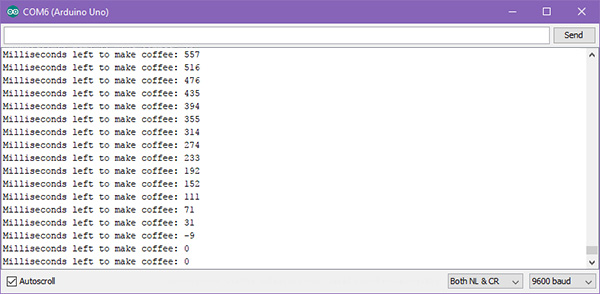 COM6 (Arduino Uno)
Send
Milliseconds left to make coffee: 557
Milliseconds left to make coffee: 516
Milliseconds left to make coffee: 476
Milliseconds left to make coffee: 435
Milliseconds left to make coffee: 394
Milliseconds left to make coffee: 355
Milliseconds left to make coffee: 314
Milliseconds left to make coffee: 274
Milliseconds left to make coffee: 233
Milliseconds left to make coffee: 192
Milliseconds left to make coffee: 152
Milliseconds left to make coffee: 111
Milliseconds left to make coffee: 71
Milliseconds left to make coffee: 31
Milliseconds left to make coffee: -9
Milliseconds left to make coffee: 0
Milliseconds left to make coffee: 0
Autoscroll Both NL & CR 9600 baud